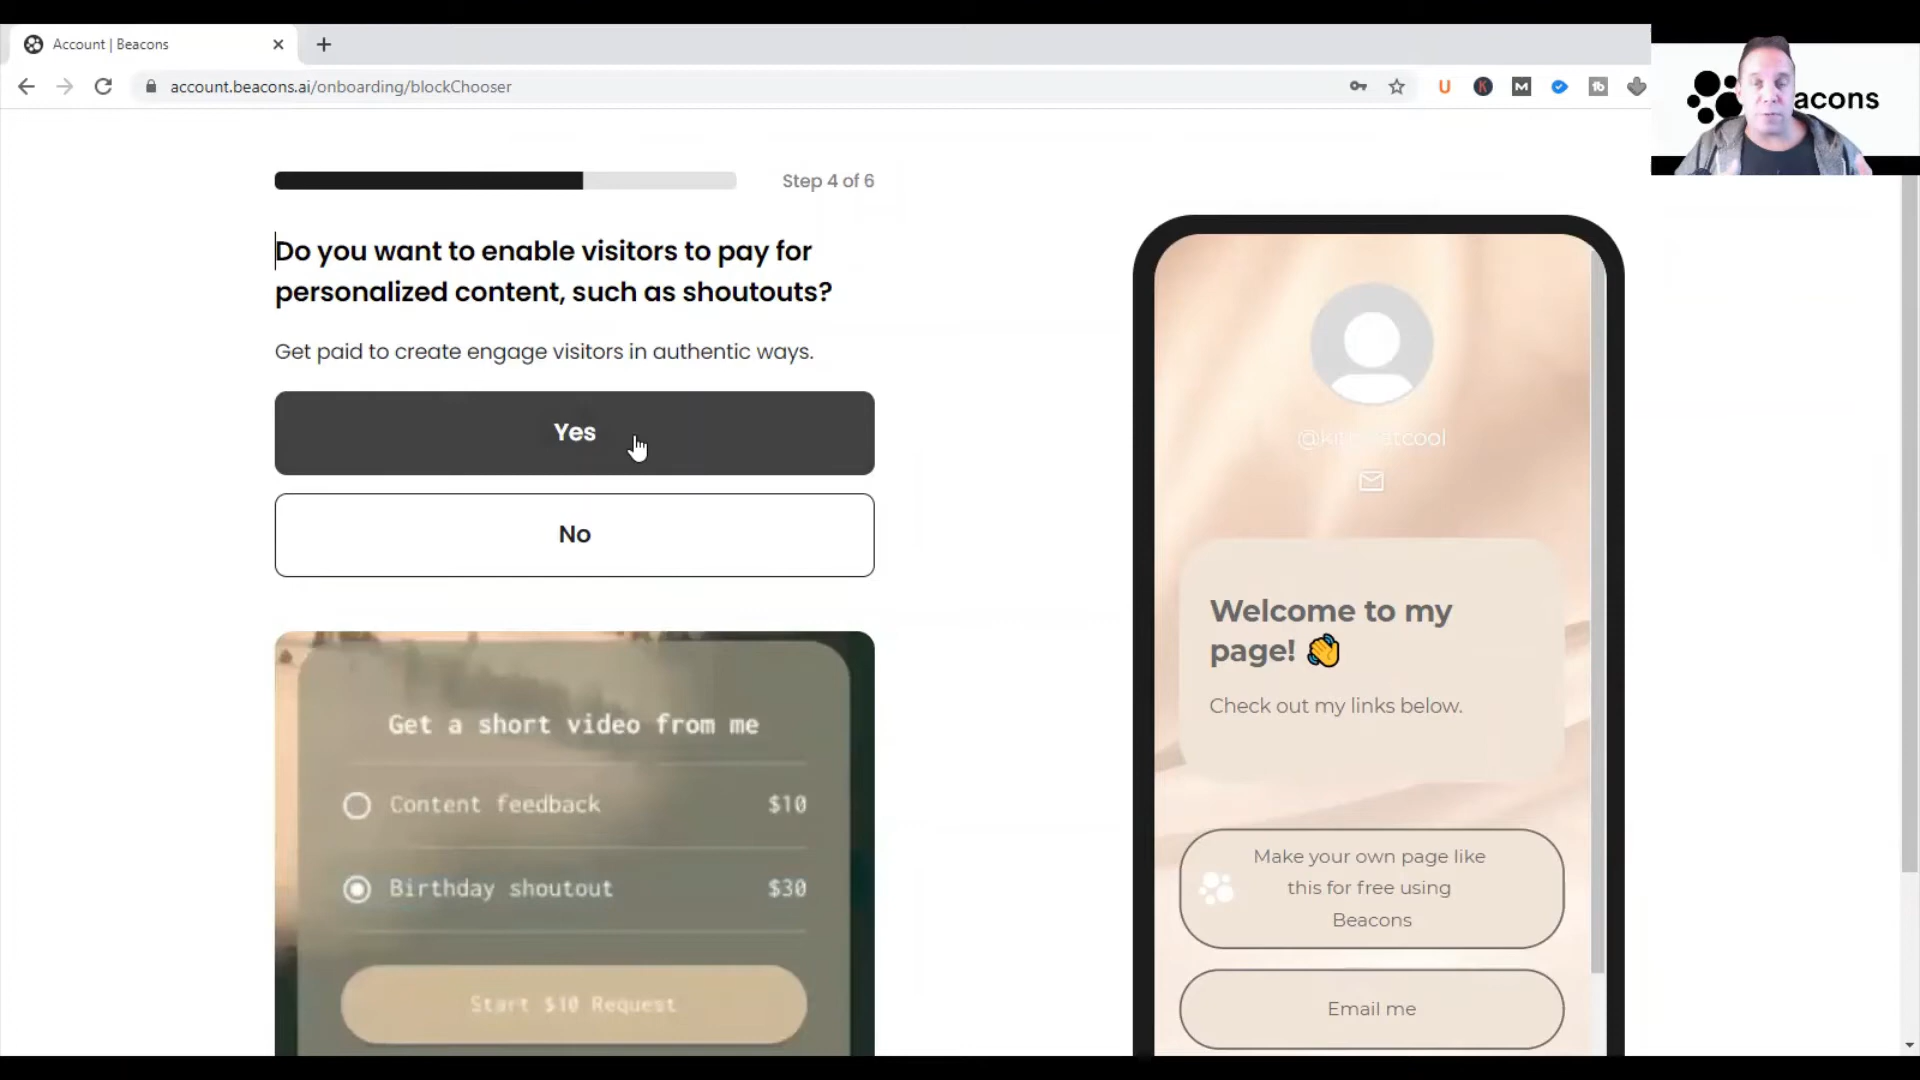 Account | Beacons
account.beacons.ai/onboarding/blockChooser
U
K
M
acons
Step 4 of 6
Do you want to enable visitors to pay for
personalized content, such as shoutouts?
Get paid to create engage visitors in authentic ways.
Yes
No
Get a short video from me
Content feedback $10
Birthday shoutout $30
Start $10 Request
Welcome to my
page! 👋
Check out my links below.
Make your own page like
this for free using
Beacons
Email me